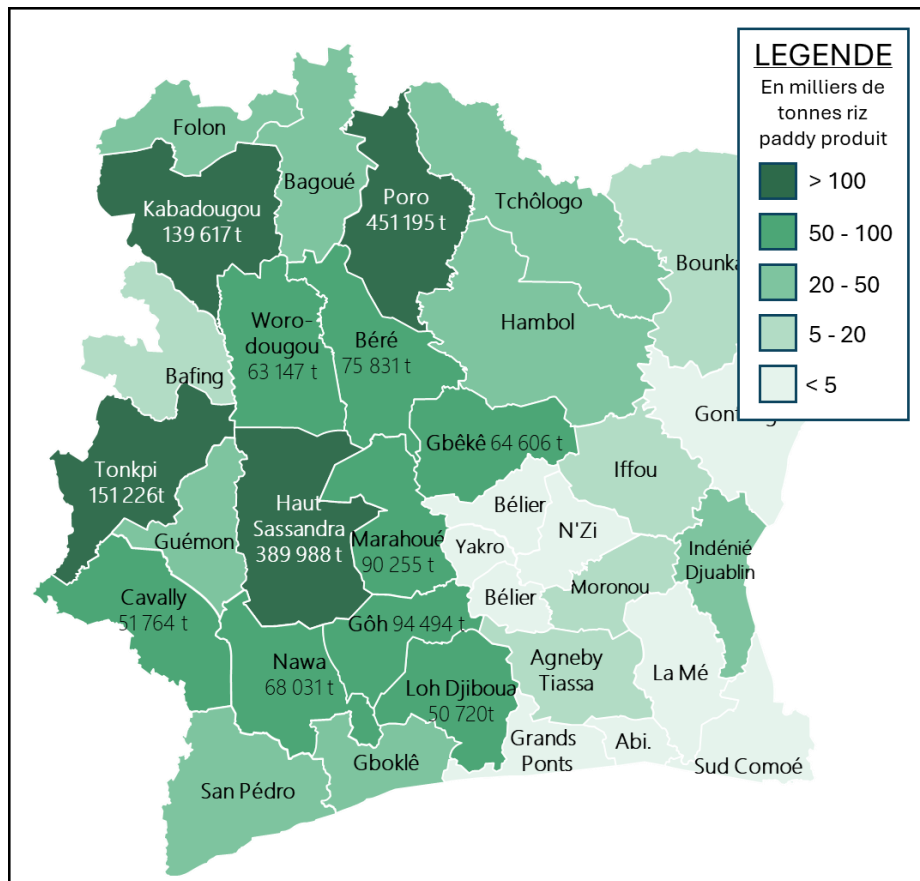 LEGENDE
En milliers de
tonnes riz
paddy produit
> 100
50 - 100
20 - 50
5 - 20
< 5
Folon
Bagoué
Kabadougou
139 617 t
Poro
451 195 t
Tchôlogo
Bounka
Woro-
dougou
63 147 t
Béré
75 831 t
Hambol
Bafing
Gont
Gbêkê 64 606 t
Iffou
Tonkpi
151 226t
Haut
Sassandra
389 988 t
Guémon
Marahoué
90 255 t
Bélier
N'Zi
Yakro
Indénié
Djuablin
Moronou
Bélier
Cavally
51 764 t
Gôh 94 494 t
Nawa
68 031 t
Loh Djiboua
50 720t
Agneby
Tiassa
La Mé
Grands
Ponts
Abi.
Sud Comoé
Gboklê
San Pédro